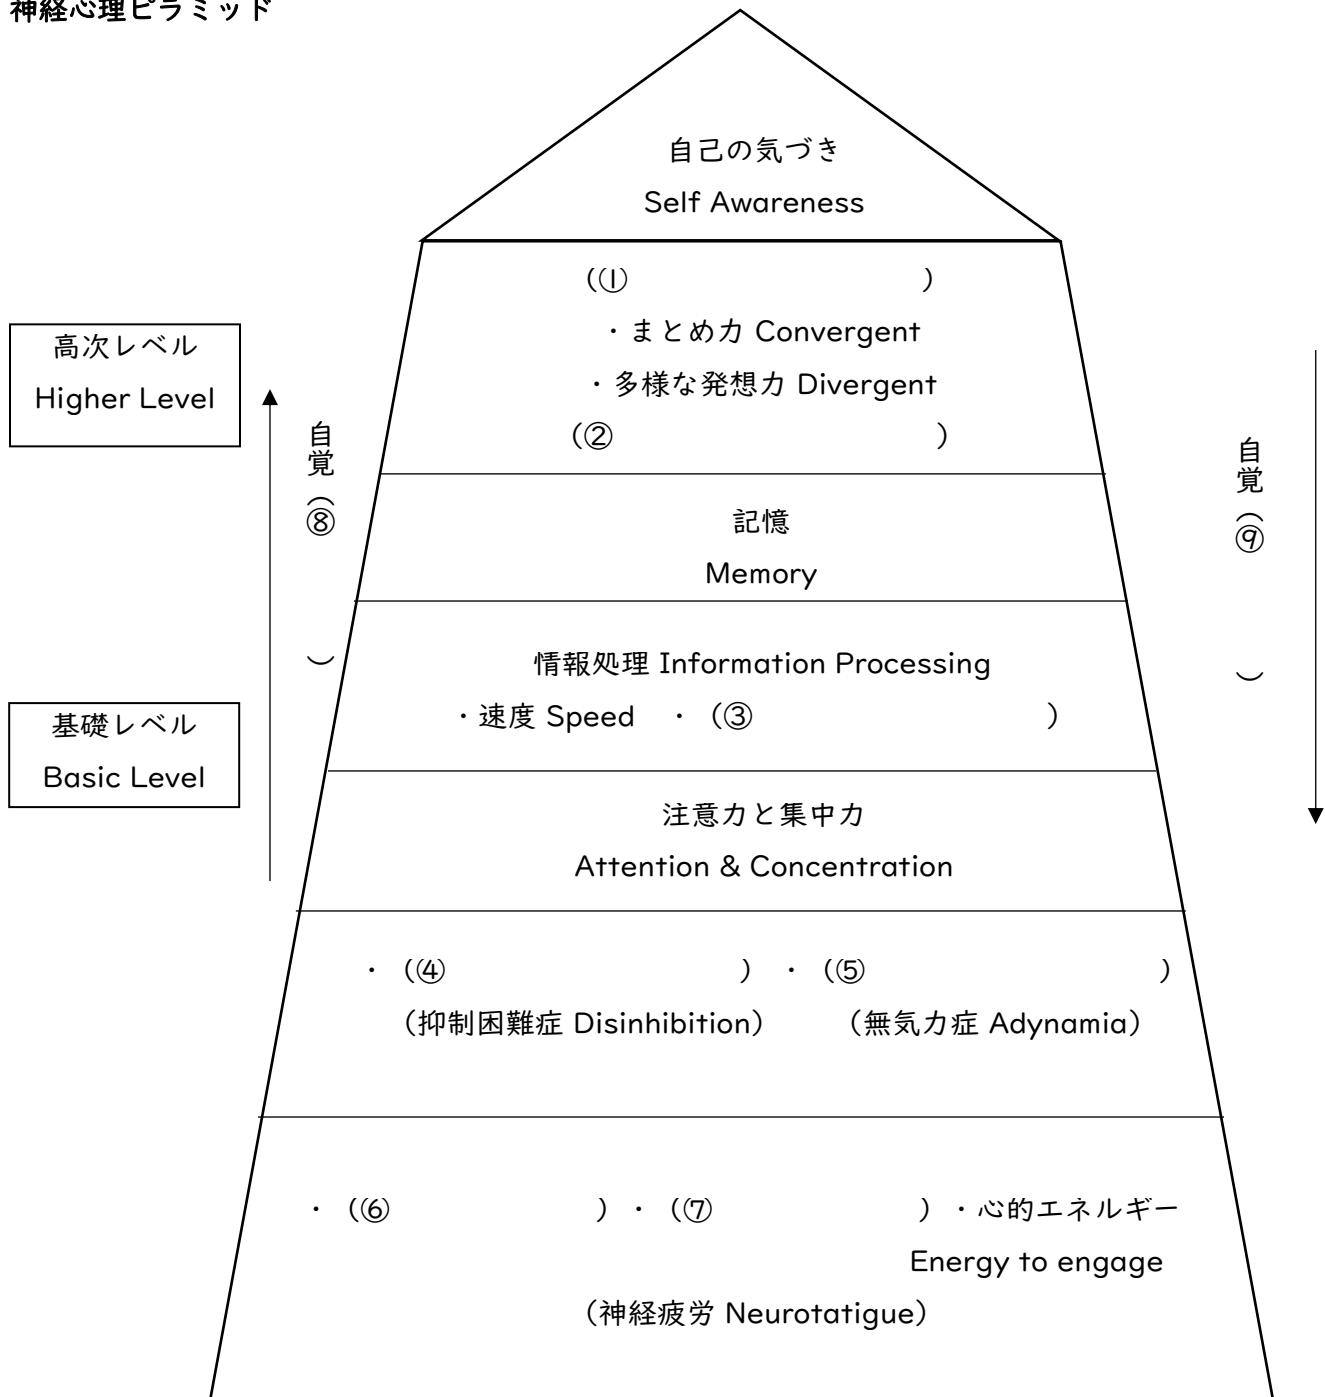 神経心理ピラミッド
自己の気づき
Self Awareness
(① )
・まとめ力 Convergent
・多様な発想力 Divergent
(② )
高次レベル
Higher Level
自覚(⑧ )
自覚(⑨ )
記憶
Memory
情報処理 Information Processing
・速度 Speed ・(③ )
基礎レベル
Basic Level
注意力と集中力
Attention & Concentration
・(④ )・(⑤ )
(抑制困難症 Disinhibition) (無気力症 Adynamia)
・(⑥ )・(⑦ )・心的エネルギー
Energy to engage
(神経疲労 Neurotatigue)